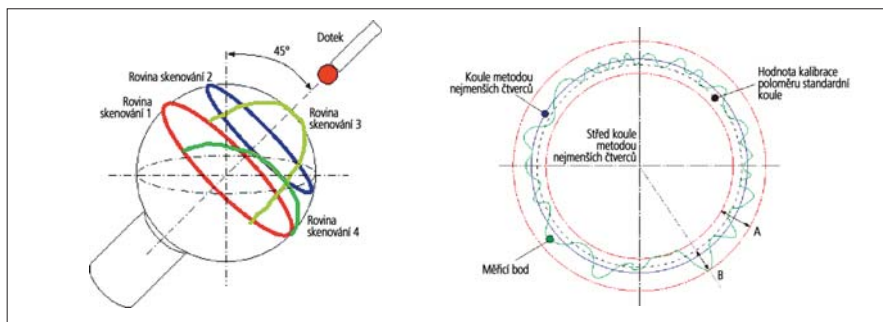 Dotek
45°
Rovina
skenování 2
Rovina
skenování 1
Rovina
skenování 3
Rovina
skenování 4
Koule metodou
nejmenších čtverců
Hodnota kalibrace
poloměru standardní
koule
Střed koule
metodou
nejmenších čtverců
A
B
Měřicí bod